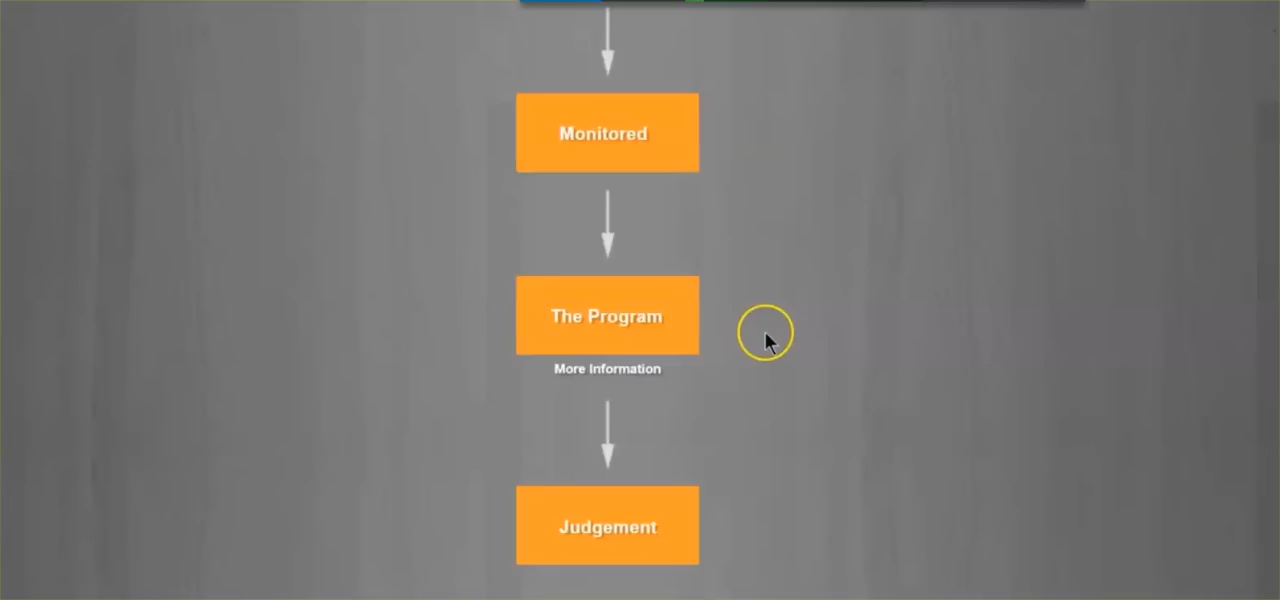 Monitored
The Program
More Information
Judgement